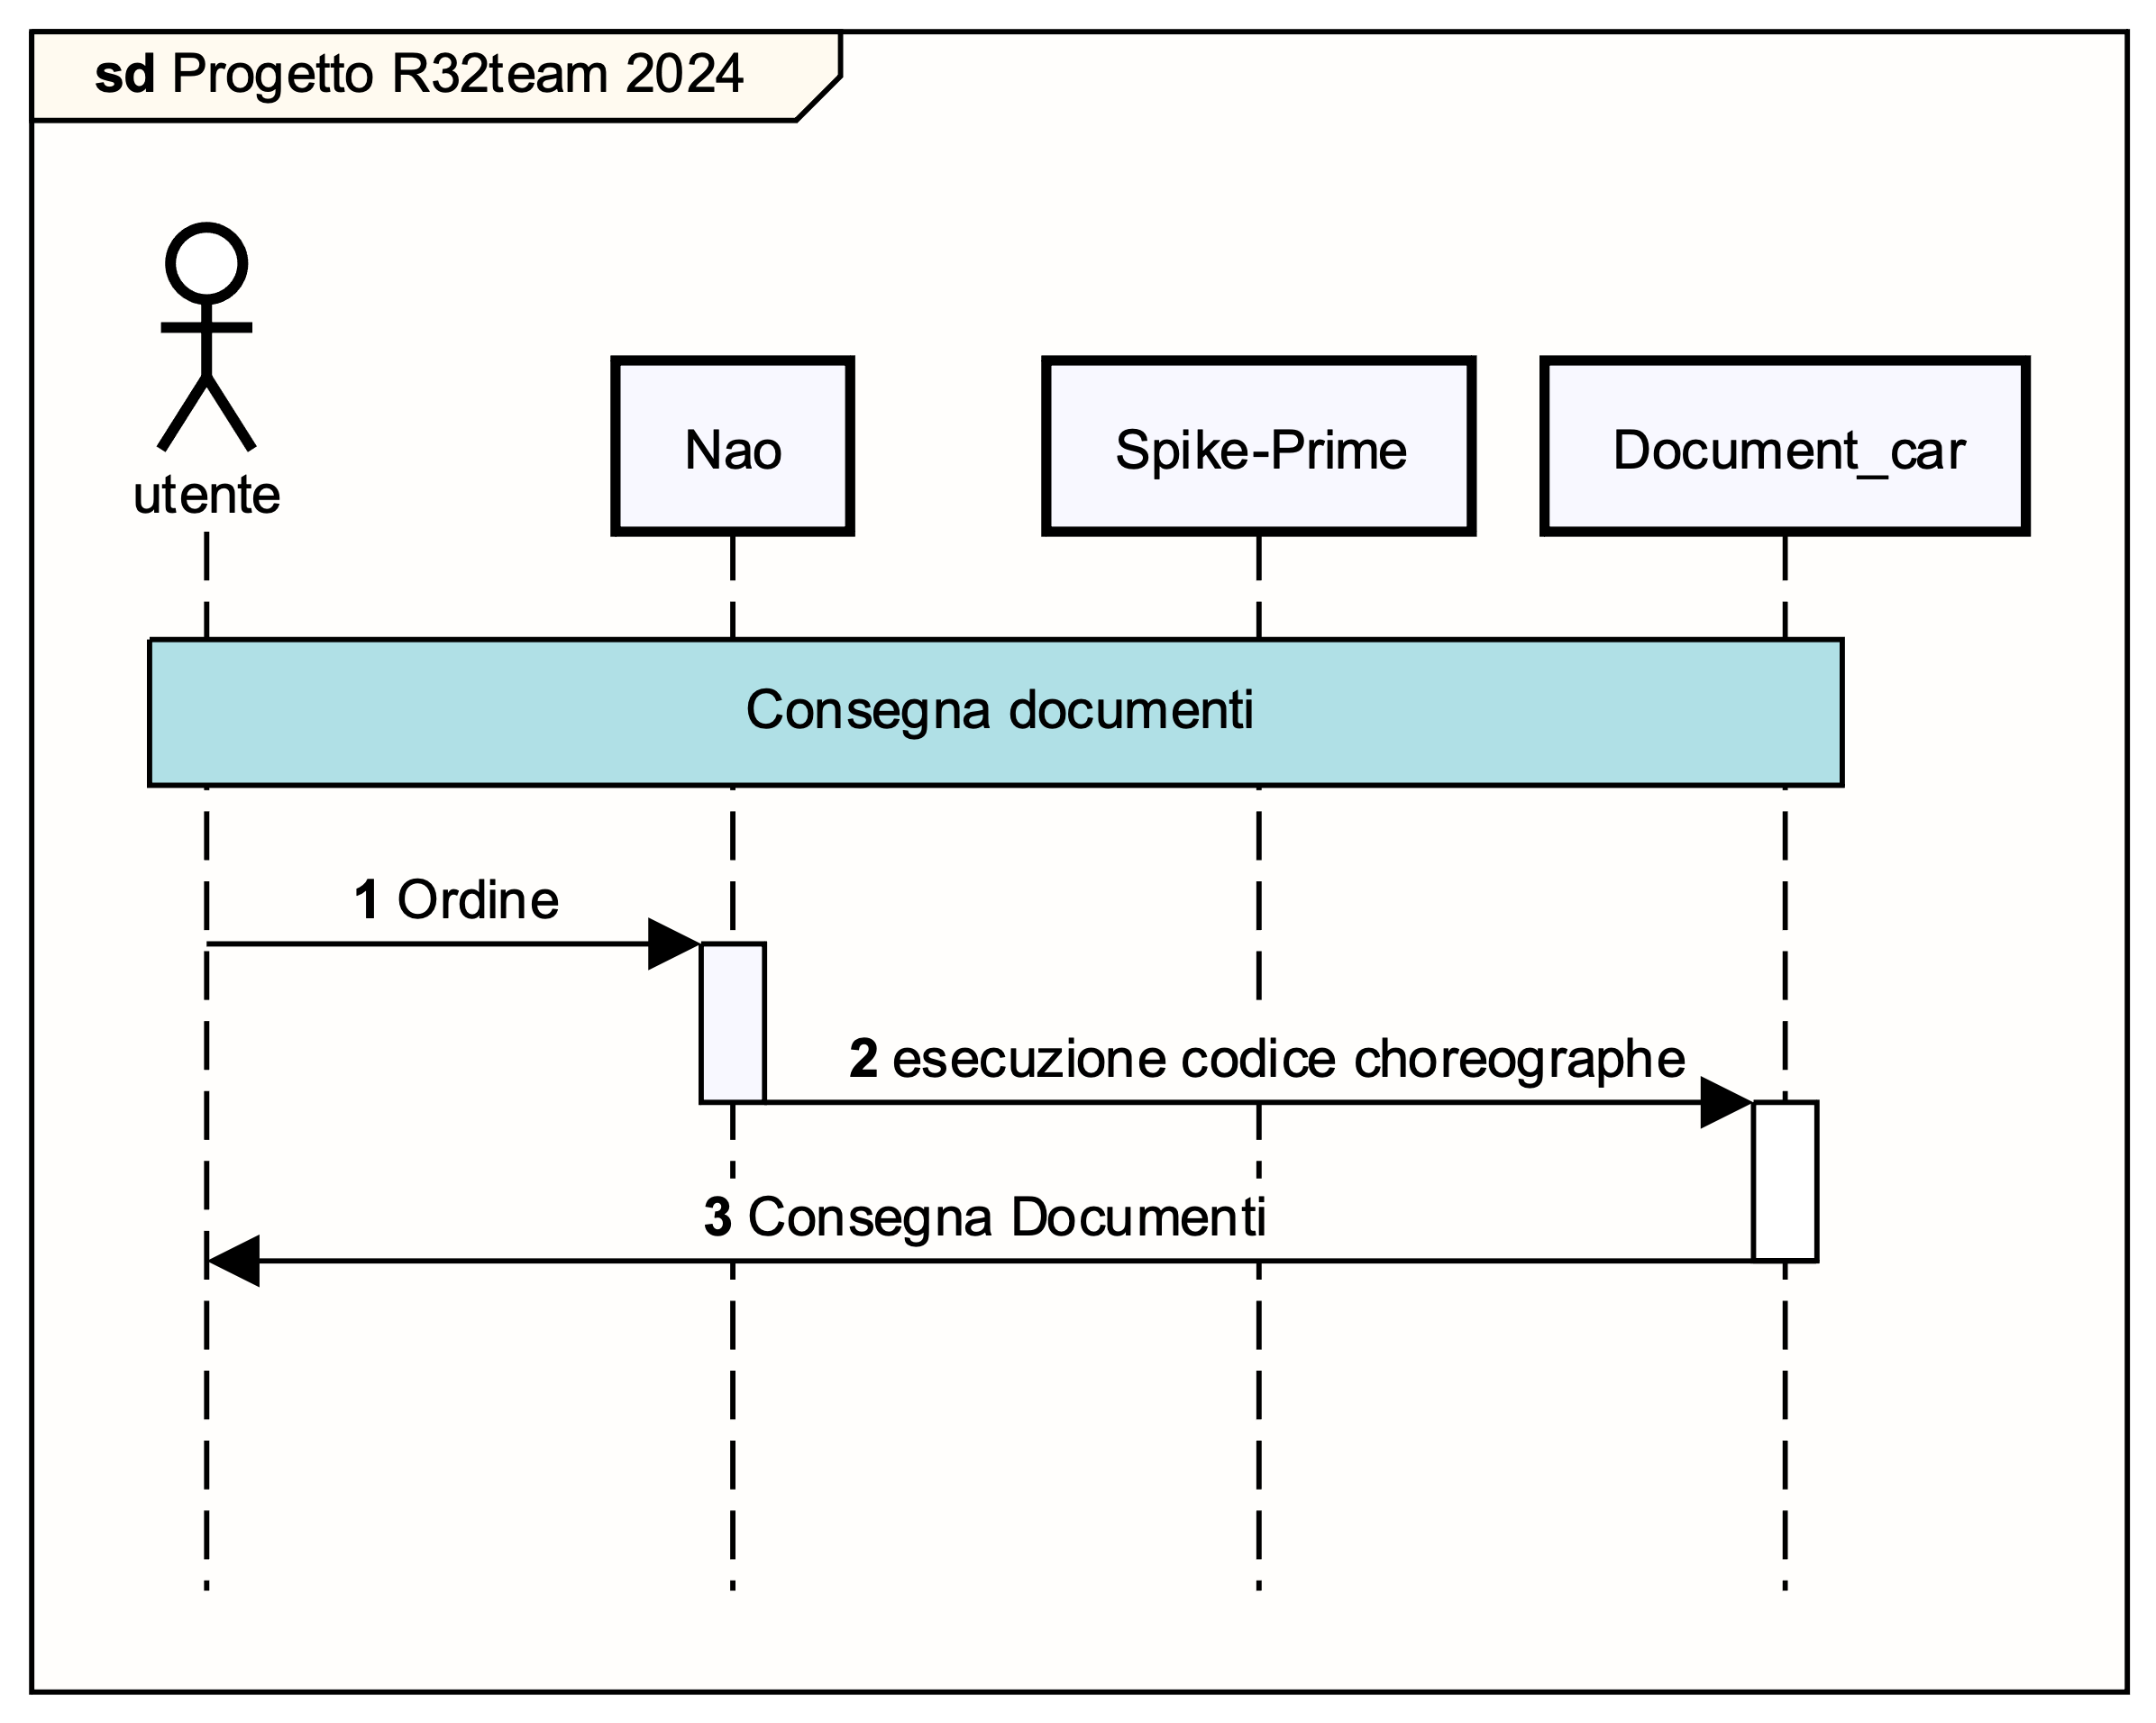 sd Progetto R32team 2024
utente
Nao
Spike-Prime
Document_car
Consegna documenti
1 Ordine
2 esecuzione codice choreographe
3 Consegna Documenti